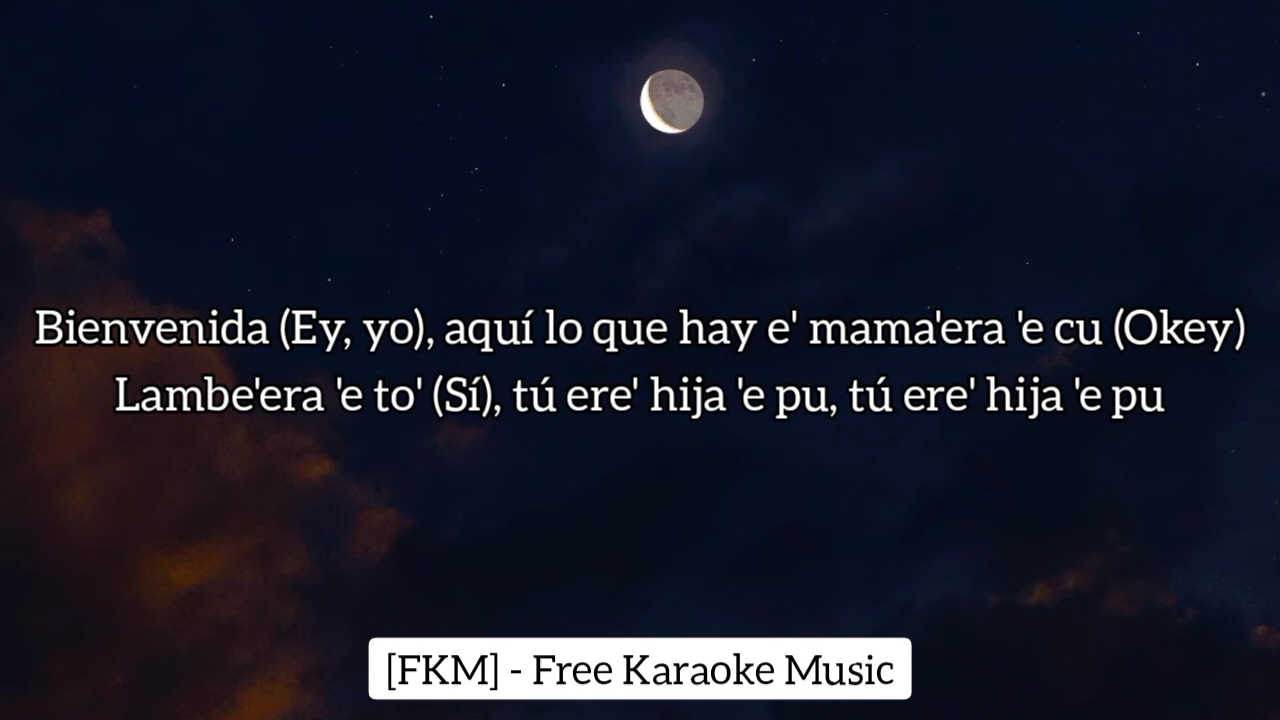 Bienvenida (Ey, yo), aquí lo que hay e' mama'era 'e cu (Okey)
Lambe'era 'e to' (Sí), tú ere' hija 'e pu, tú ere' hija 'e pu
[FKM] - Free Karaoke Music